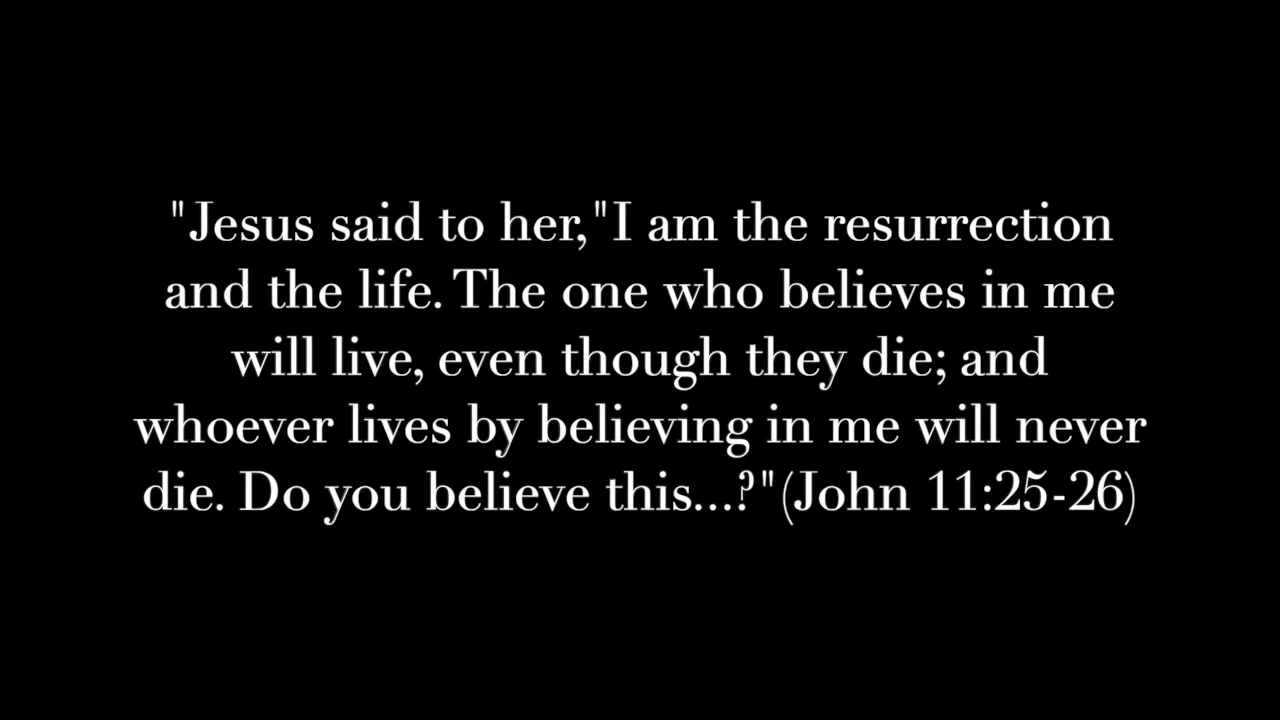 "Jesus said to her,"I am the resurrection
and the life. The one who believes in me
will live, even though they die; and
whoever lives by believing in me will never
die. Do you believe this...?"(John 11:25-26)